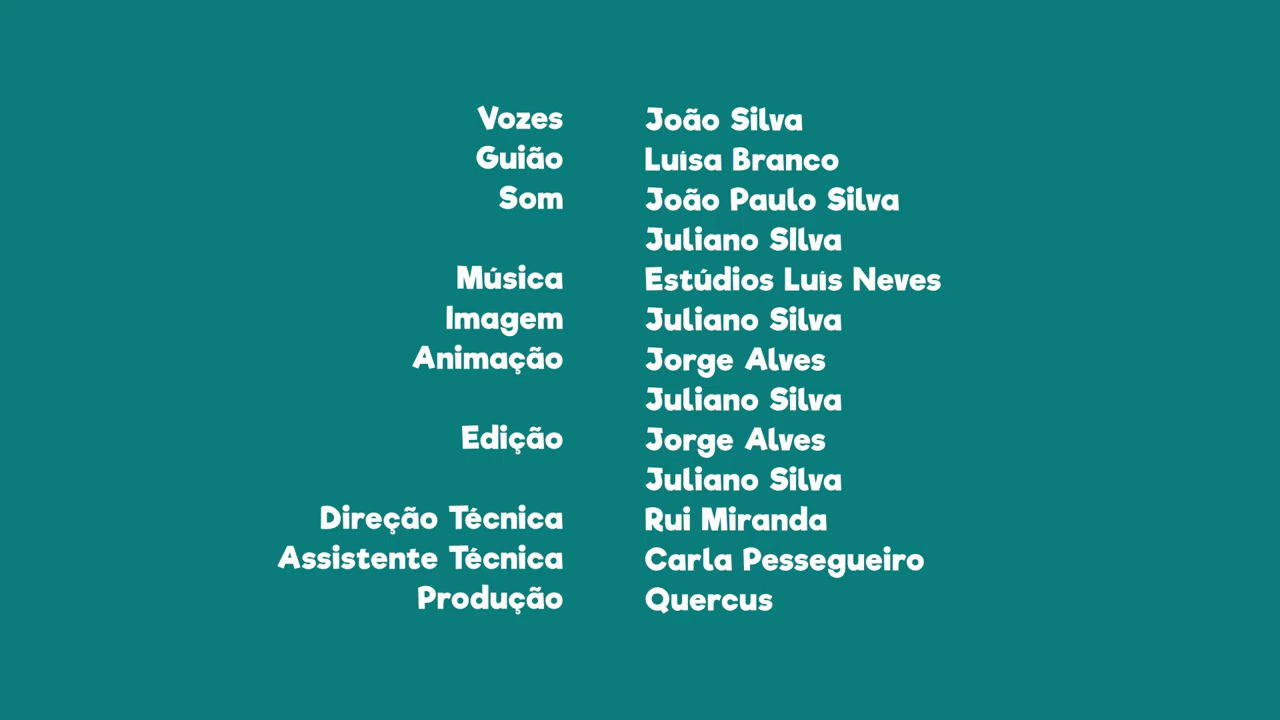 Vozes João Silva
Guião Luísa Branco
Som João Paulo Silva
Juliano SIlva
Música Estúdios Luís Neves
Imagem Juliano Silva
Animação Jorge Alves
Juliano Silva
Edição Jorge Alves
Juliano Silva
Direção Técnica Rui Miranda
Assistente Técnica Carla Pessegueiro
Produção Quercus